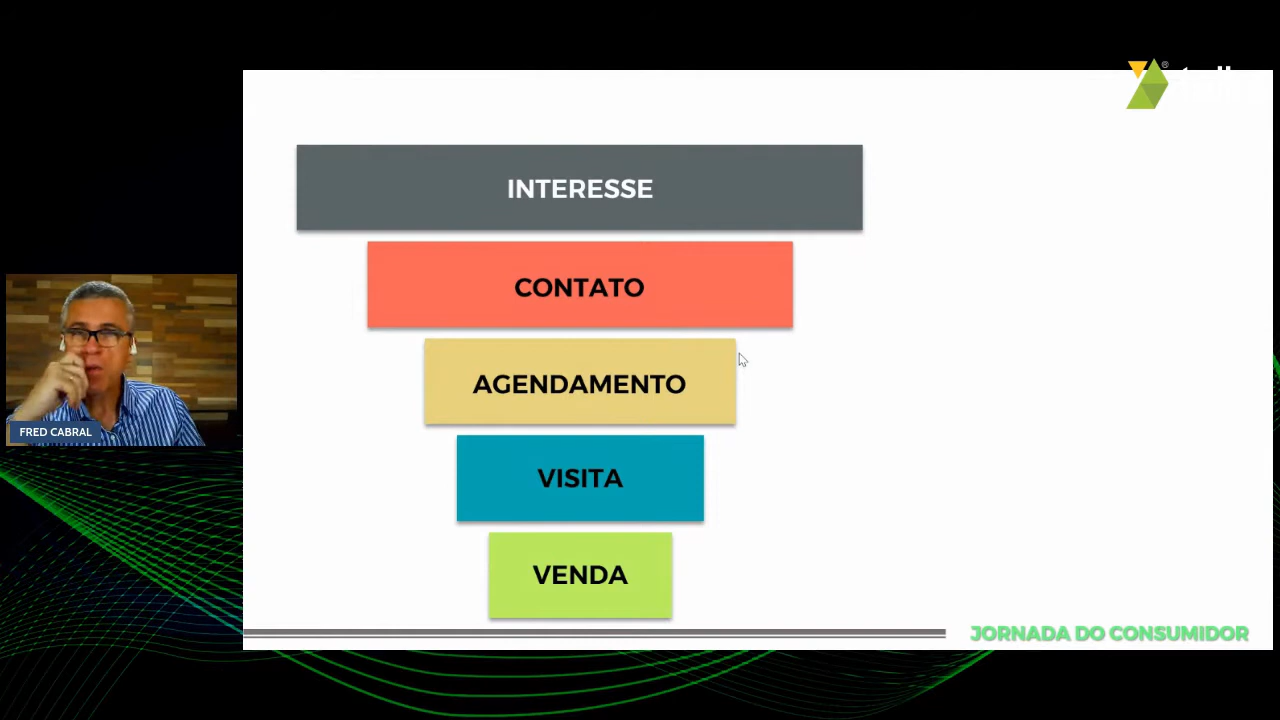 INTERESSE
CONTATO
AGENDAMENTO
VISITA
VENDA
FRED CABRAL
JORNADA DO CONSUMIDOR